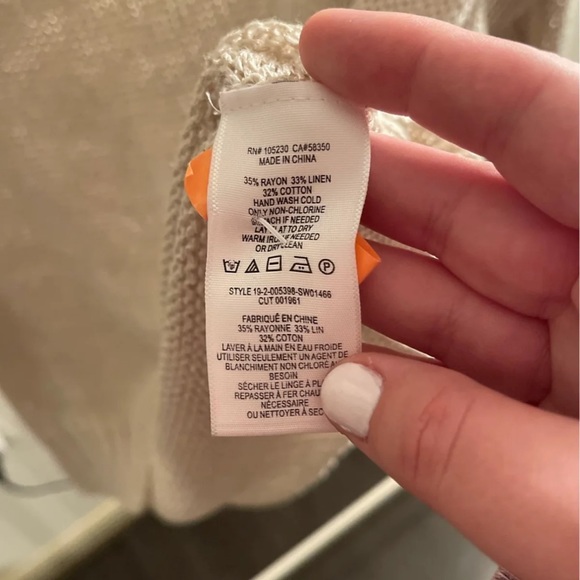 RN# 105230 CA#58350
MADE IN CHINA
35% RAYON 33% LINEN
32% COTTON
HAND WASH COLD
ONLY NON-CHLORINE
BLEACH IF NEEDED
LAY FLAT TO DRY
WARM IRON IF NEEDED
OR DRY CLEAN
P
STYLE 19-2-005398-SW01466
CUT 001961
FABRIQUÉ EN CHINE
35% RAYONNE 33% LIN
32% COTON
LAVER À LA MAIN EN EAU FROIDE
UTILISER SEULEMENT UN AGENT DE
BLANCHIMENT NON CHLORÉ AU
BESOIN
SÉCHER LE LINGE À
REPASSER À FER
NÉCESSAIRE
OU NETTOYER À SEC